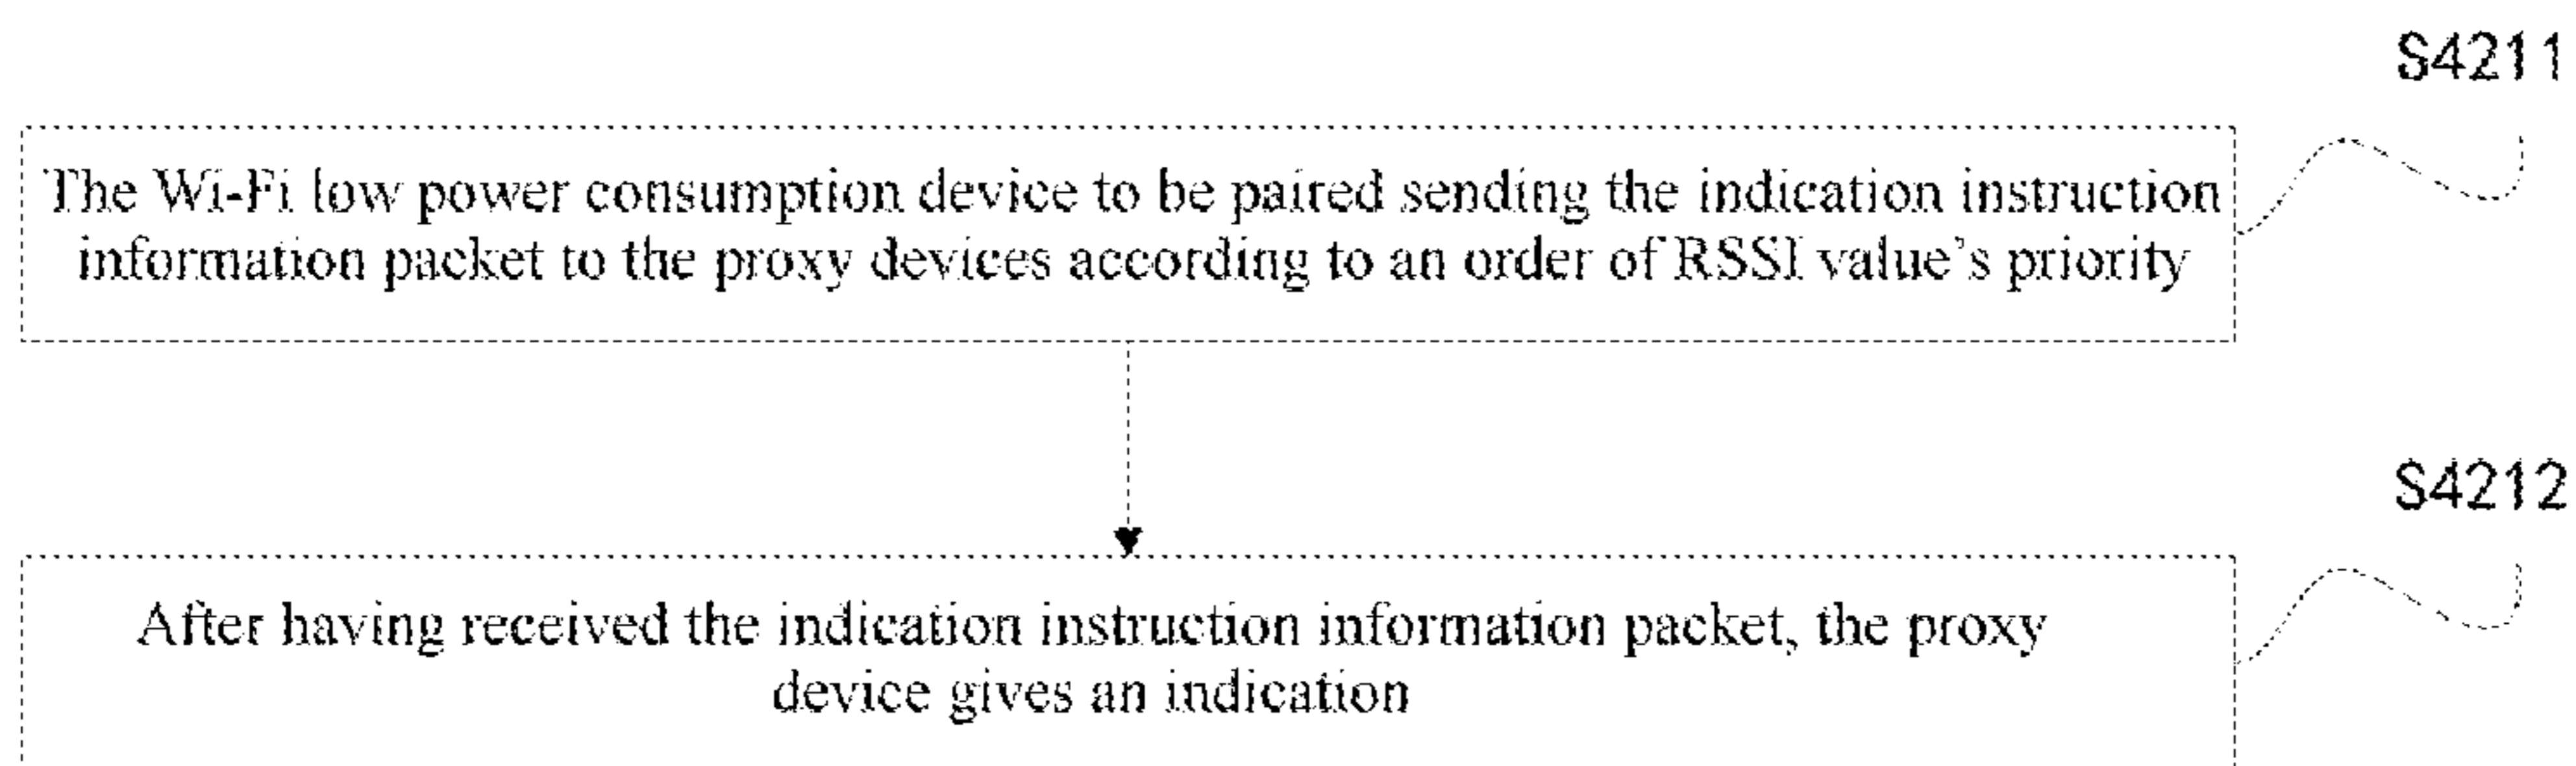 S4211
The Wi-Fi low power consumption device to be paired sending the indication instruction
information packet to the proxy devices according to an order of RSSI value's priority
S4212
After having received the indication instruction information packet, the proxy
device gives an indication